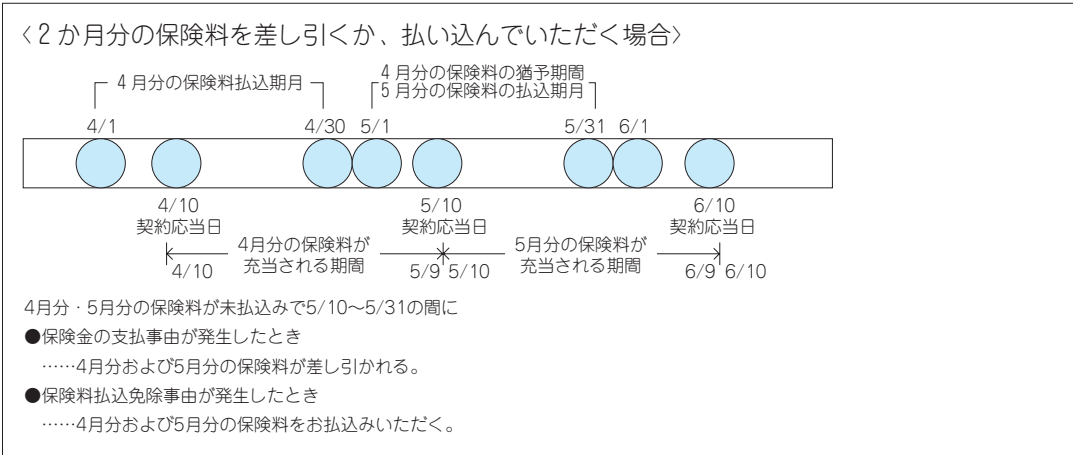 〈2か月分の保険料を差し引くか、払い込んでいただく場合〉
4月分の保険料払込期月
4月分の保険料の猶予期間
5月分の保険料の払込期月
4/1
4/30
5/1
5/31
6/1
4/10
契約応当日
5/10
契約応当日
6/10
契約応当日
4月分の保険料が
充当される期間
5月分の保険料が
充当される期間
4/10
5/9
5/10
6/9
6/10
4月分・5月分の保険料が未払込みで5/10～5/31の間に
●保険金の支払事由が発生したとき
……4月分および5月分の保険料が差し引かれる。
●保険料払込免除事由が発生したとき
……4月分および5月分の保険料をお払込みいただく。